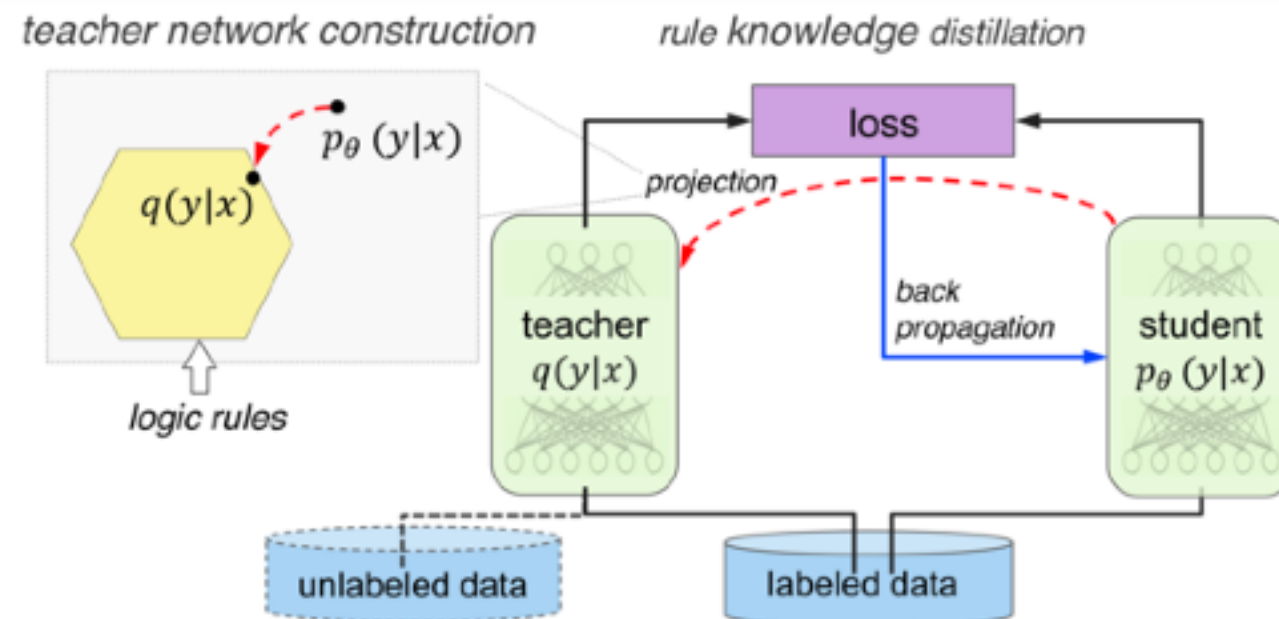 teacher network construction
rule knowledge distillation
p_θ (y|x)
q(y|x)
logic rules
loss
projection
back
propagation
teacher
q(y|x)
student
p_θ (y|x)
unlabeled data
labeled data